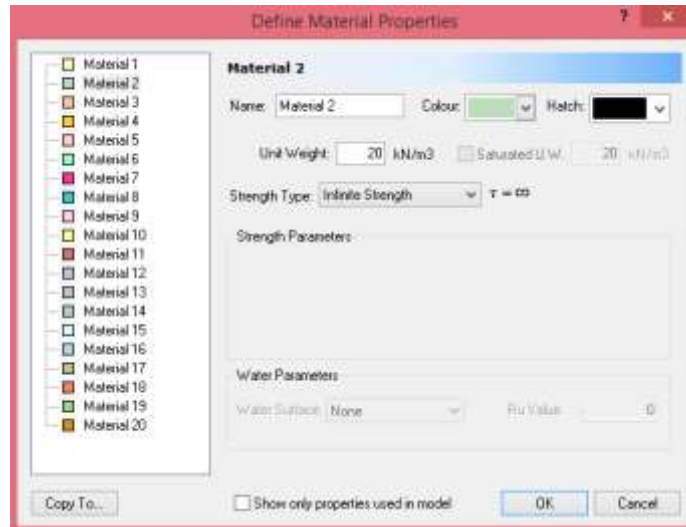 Define Material Properties
?
Material 1
Material 2
Material 3
Material 4
Material 5
Material 6
Material 7
Material 8
Material 9
Material 10
Material 11
Material 12
Material 13
Material 14
Material 15
Material 16
Material 17
Material 18
Material 19
Material 20
Material 2
Name: Material 2 Colour: Hatch:
Unit Weight: 20 kN/m3 Saturated U.W. 20 kN/m3
Strength Type: Infinite Strength τ = ∞
Strength Parameters
Water Parameters
Water Surface: None Ru Value: 0
Copy To... Show only properties used in model OK Cancel